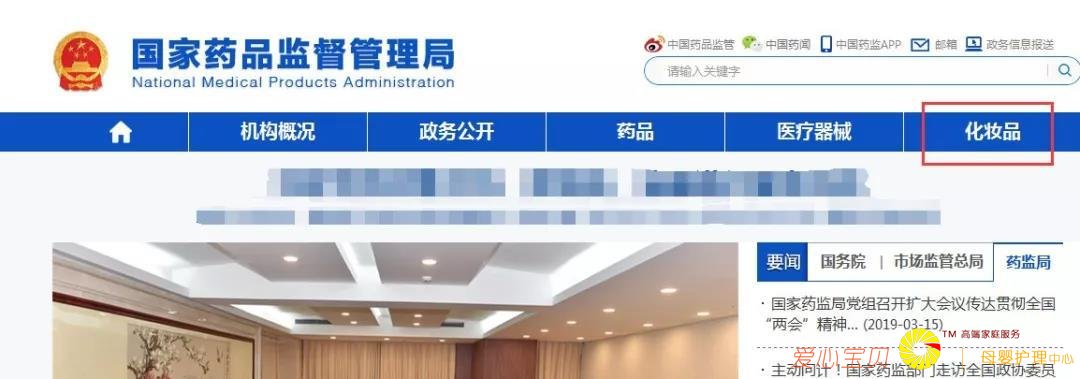 国家药品监督管理局
National Medical Products Administration
中国药品监管 中国药闻 中国药监APP 邮箱 政务信息报送
请输入关键字
机构概况 政务公开 药品 医疗器械 化妆品
要闻 国务院 | 市场监管总局 药监局
· 国家药监局党组召开扩大会议传达贯彻全国
“两会”精神... (2019-03-15)
· 主动问计！国家药监部门走访全国政协委员
爱心宝贝 TM 高端家庭服务
母婴护理中心